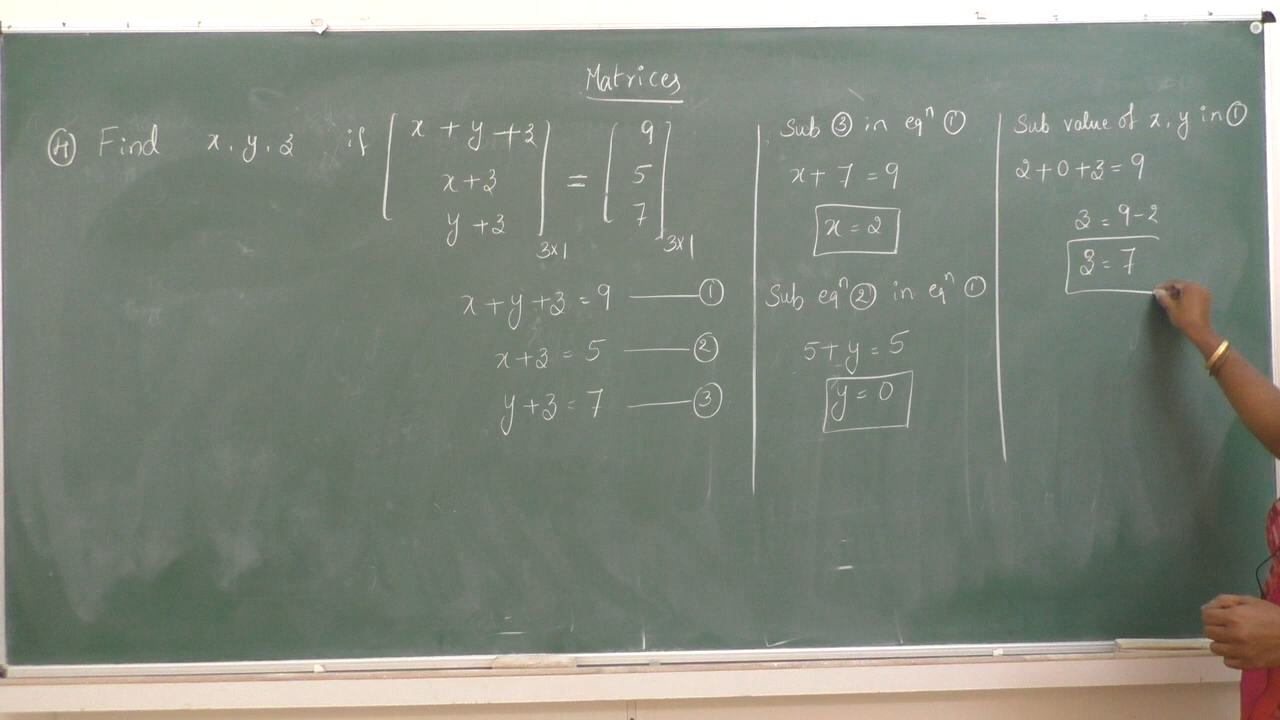 Matrices
(4) Find x, y, z if [x + y + z] = [9]
[x + z] [5]
[y + z]3x1 [7]3x1
x + y + z = 9 —— ①
x + z = 5 —— ②
y + z = 7 —— ③
Sub ③ in eqⁿ ①
x + 7 = 9
x = 2
Sub eqⁿ ② in eqⁿ ①
5 + y = 5
y = 0
Sub value of x, y in ①
2 + 0 + z = 9
z = 9 - 2
z = 7